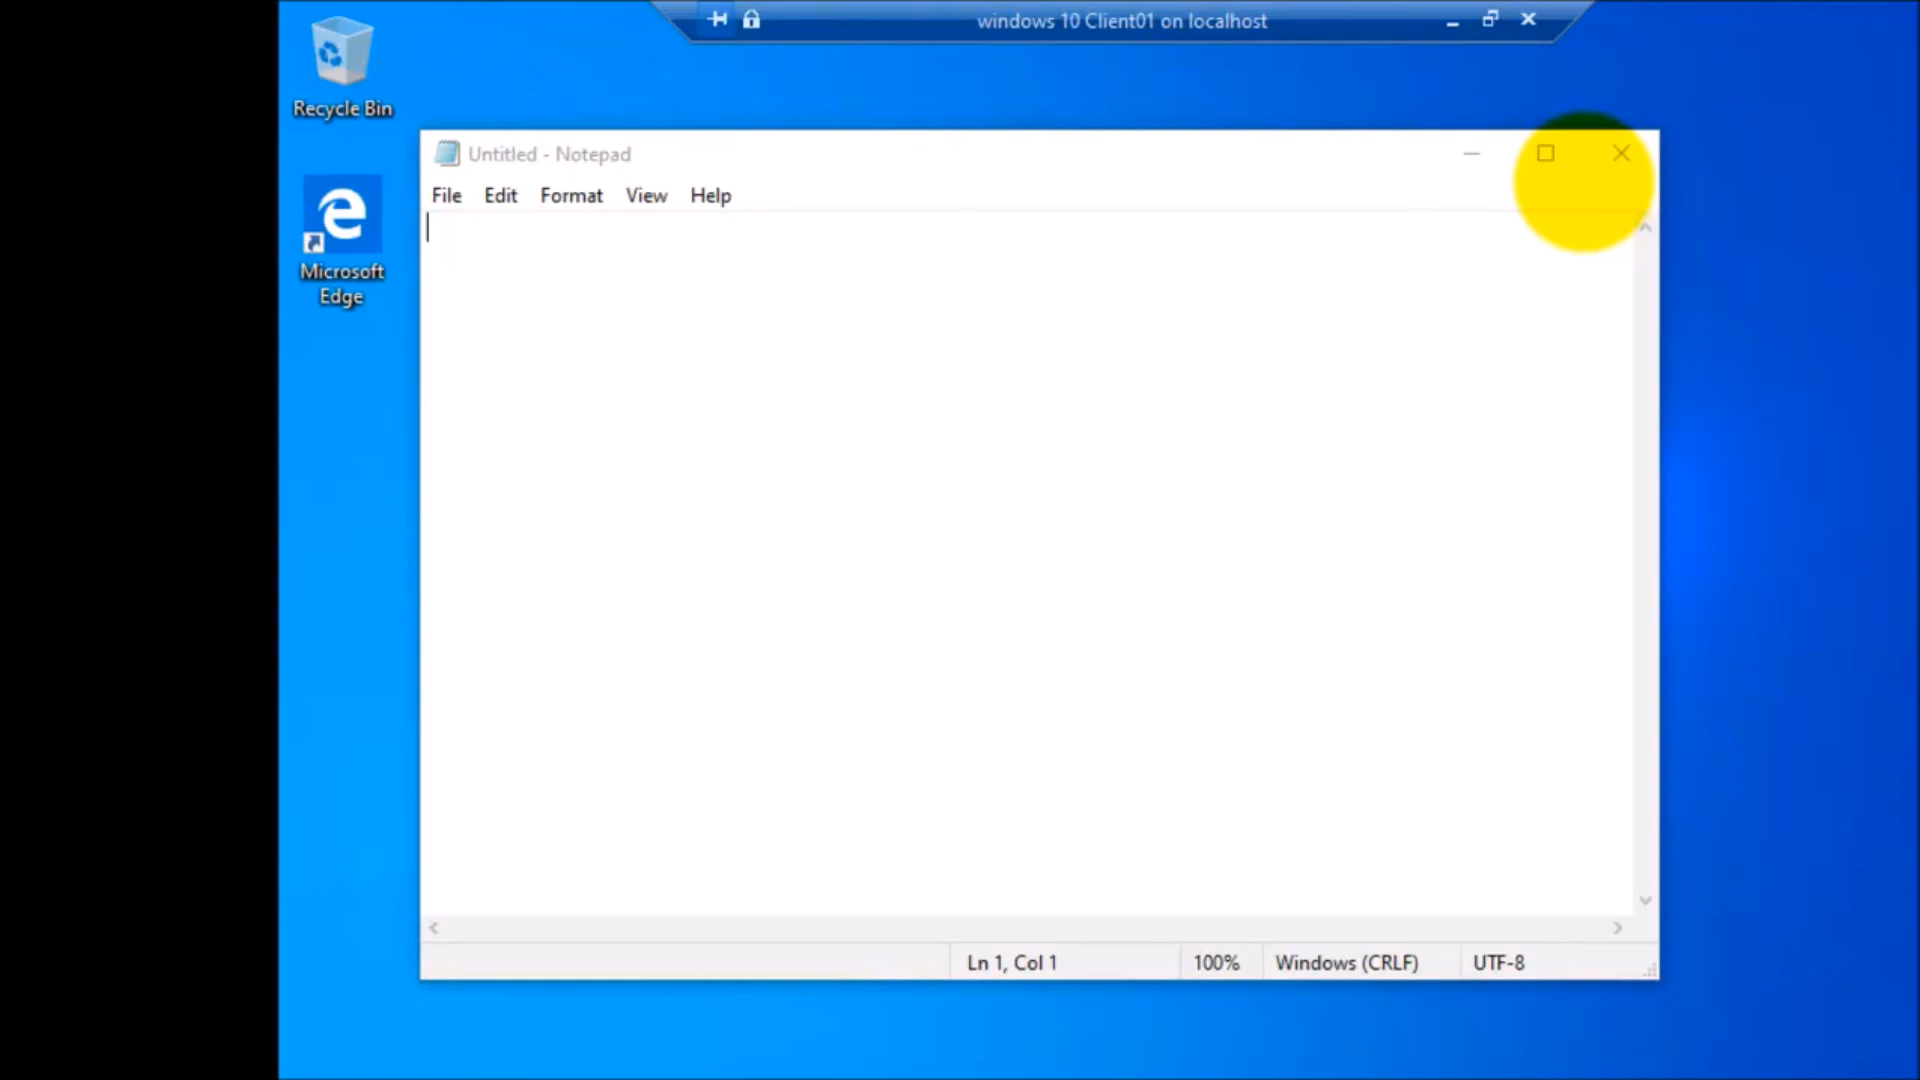 windows 10 Client01 on localhost
Recycle Bin
Untitled - Notepad
File Edit Format View Help
Microsoft
Edge
Ln 1, Col 1 100% Windows (CRLF) UTF-8